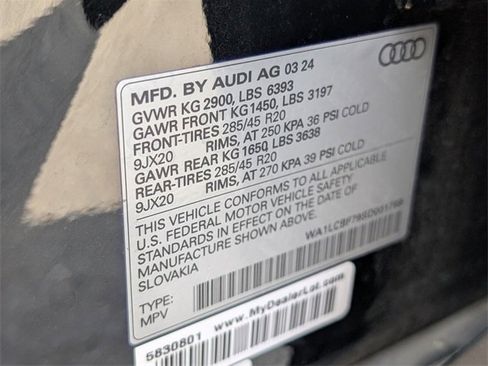 MFD. BY AUDI AG 03 24
GVWR KG 2900, LBS 6393
GAWR FRONT KG1450, LBS 3197
FRONT-TIRES 285/45 R20
9JX20 RIMS, AT 250 KPA 36 PSI COLD
GAWR REAR KG1650, LBS 3638
REAR-TIRES 285/45 R20
9JX20 RIMS, AT 270 KPA 39 PSI COLD
THIS VEHICLE CONFORMS TO ALL APPLICABLE
U.S. FEDERAL MOTOR VEHICLE SAFETY
STANDARDS IN EFFECT ON THE DATE OF
MANUFACTURE SHOWN ABOVE.
SLOVAKIA
TYPE:
MPV
5830801 www.MyDealerLot.com